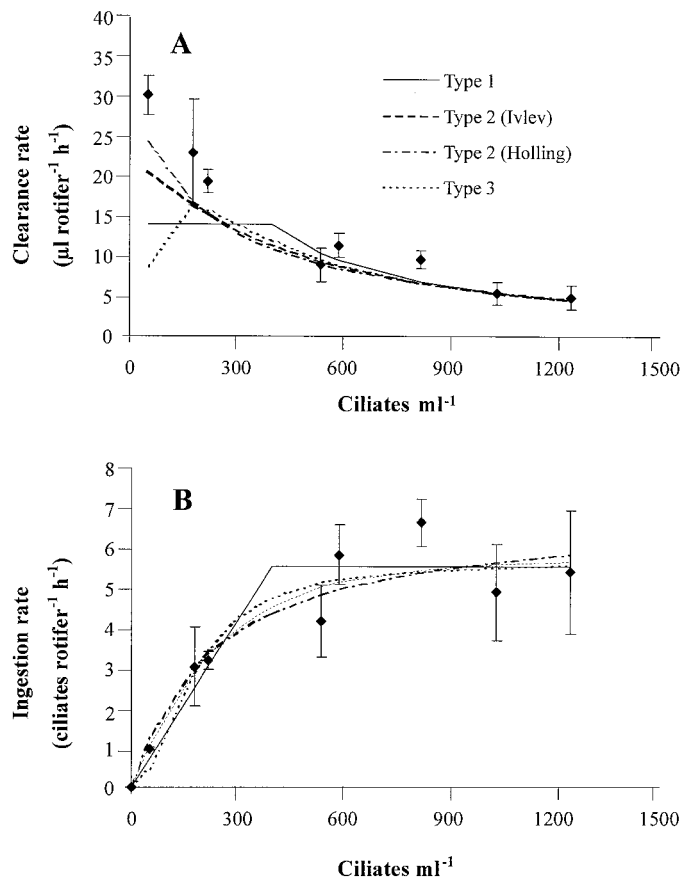 A
40
35
30
25
20
15
10
5
0
Clearance rate
(µl rotifer⁻¹ h⁻¹)
Type 1
Type 2 (Ivlev)
Type 2 (Holling)
Type 3
0 300 600 900 1200 1500
Ciliates ml⁻¹
B
8
7
6
5
4
3
2
1
0
Ingestion rate
(ciliates rotifer⁻¹ h⁻¹)
0 300 600 900 1200 1500
Ciliates ml⁻¹